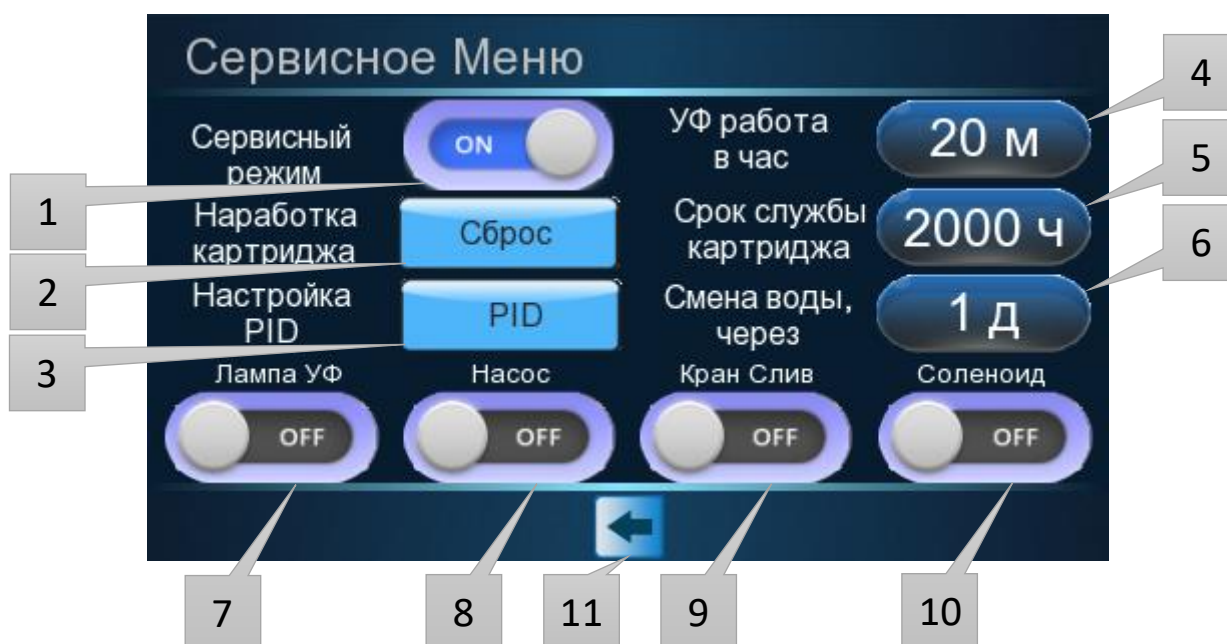 Сервисное Меню
Сервисный
режим
ON
УФ работа
в час
20 м
4
5
1
Наработка
картриджа
Сброс
Срок службы
картриджа
2000 ч
6
2
Настройка
PID
PID
Смена воды,
через
1 д
3
Лампа УФ
Насос
Кран Слив
Соленоид
OFF
OFF
OFF
OFF
7
8
11
9
10